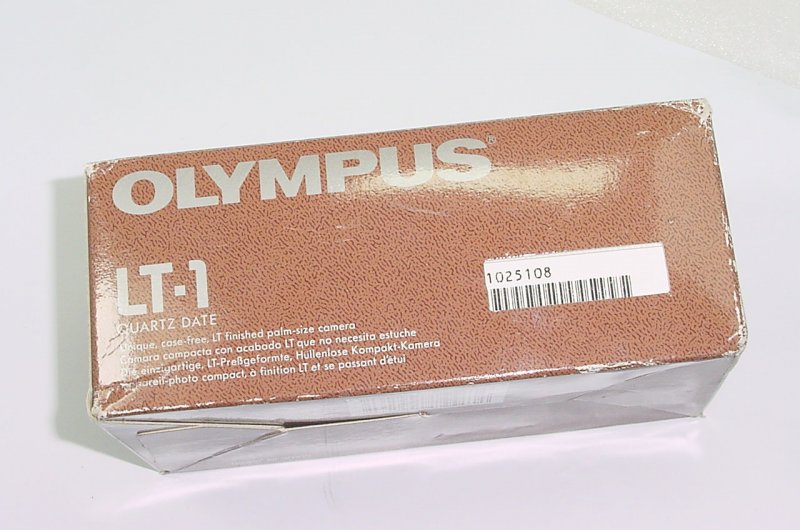 OLYMPUS®
LT-1
QUARTZ DATE
Unique, case-free, LT finished palm-size camera
Cámara compacta con acabado LT que no necesita estuche
Die einzigartige, LT-Preßgeformte, Hüllenlose Kompakt-Kamera
Appareil-photo compact, à finition LT et se passant d'étui
1025108